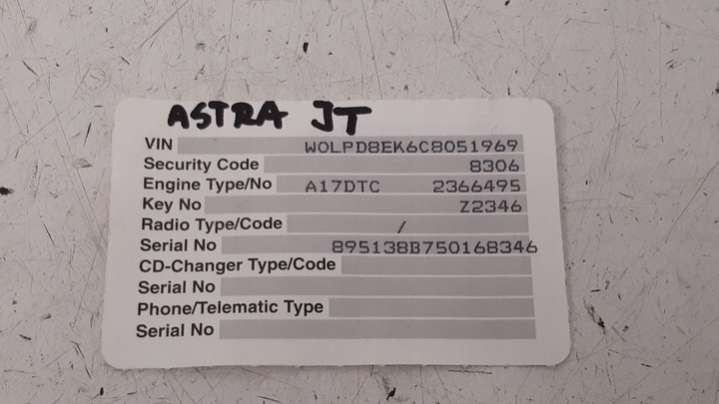 ASTRA JT
VIN WOLPD8EK6C8051969
Security Code 8306
Engine Type/No A17DTC 2366495
Key No Z2346
Radio Type/Code /
Serial No 895138B750168346
CD-Changer Type/Code
Serial No
Phone/Telematic Type
Serial No